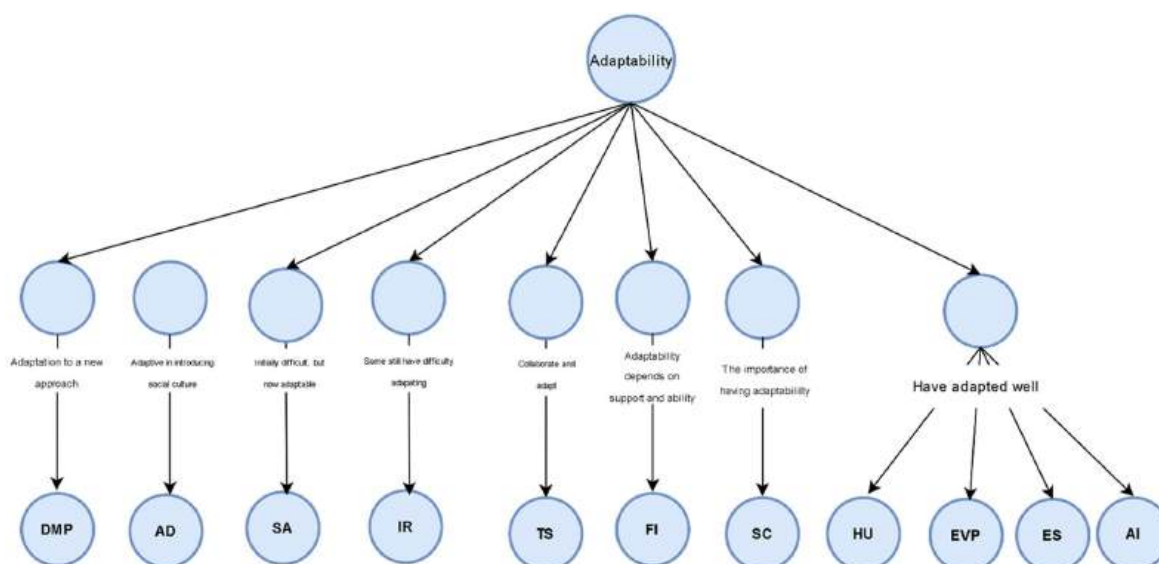 Adaptability
Adaptation to a new
approach
Adaptive in introducing
social culture
Initially difficult, but
now adaptable
Some still have difficulty
adapating
Collaborate and
adapt
Adaptability
depends on
support and ability
The importance of
having adaptability
Have adapted well
DMP
AD
SA
IR
TS
FI
SC
HU
EVP
ES
AI